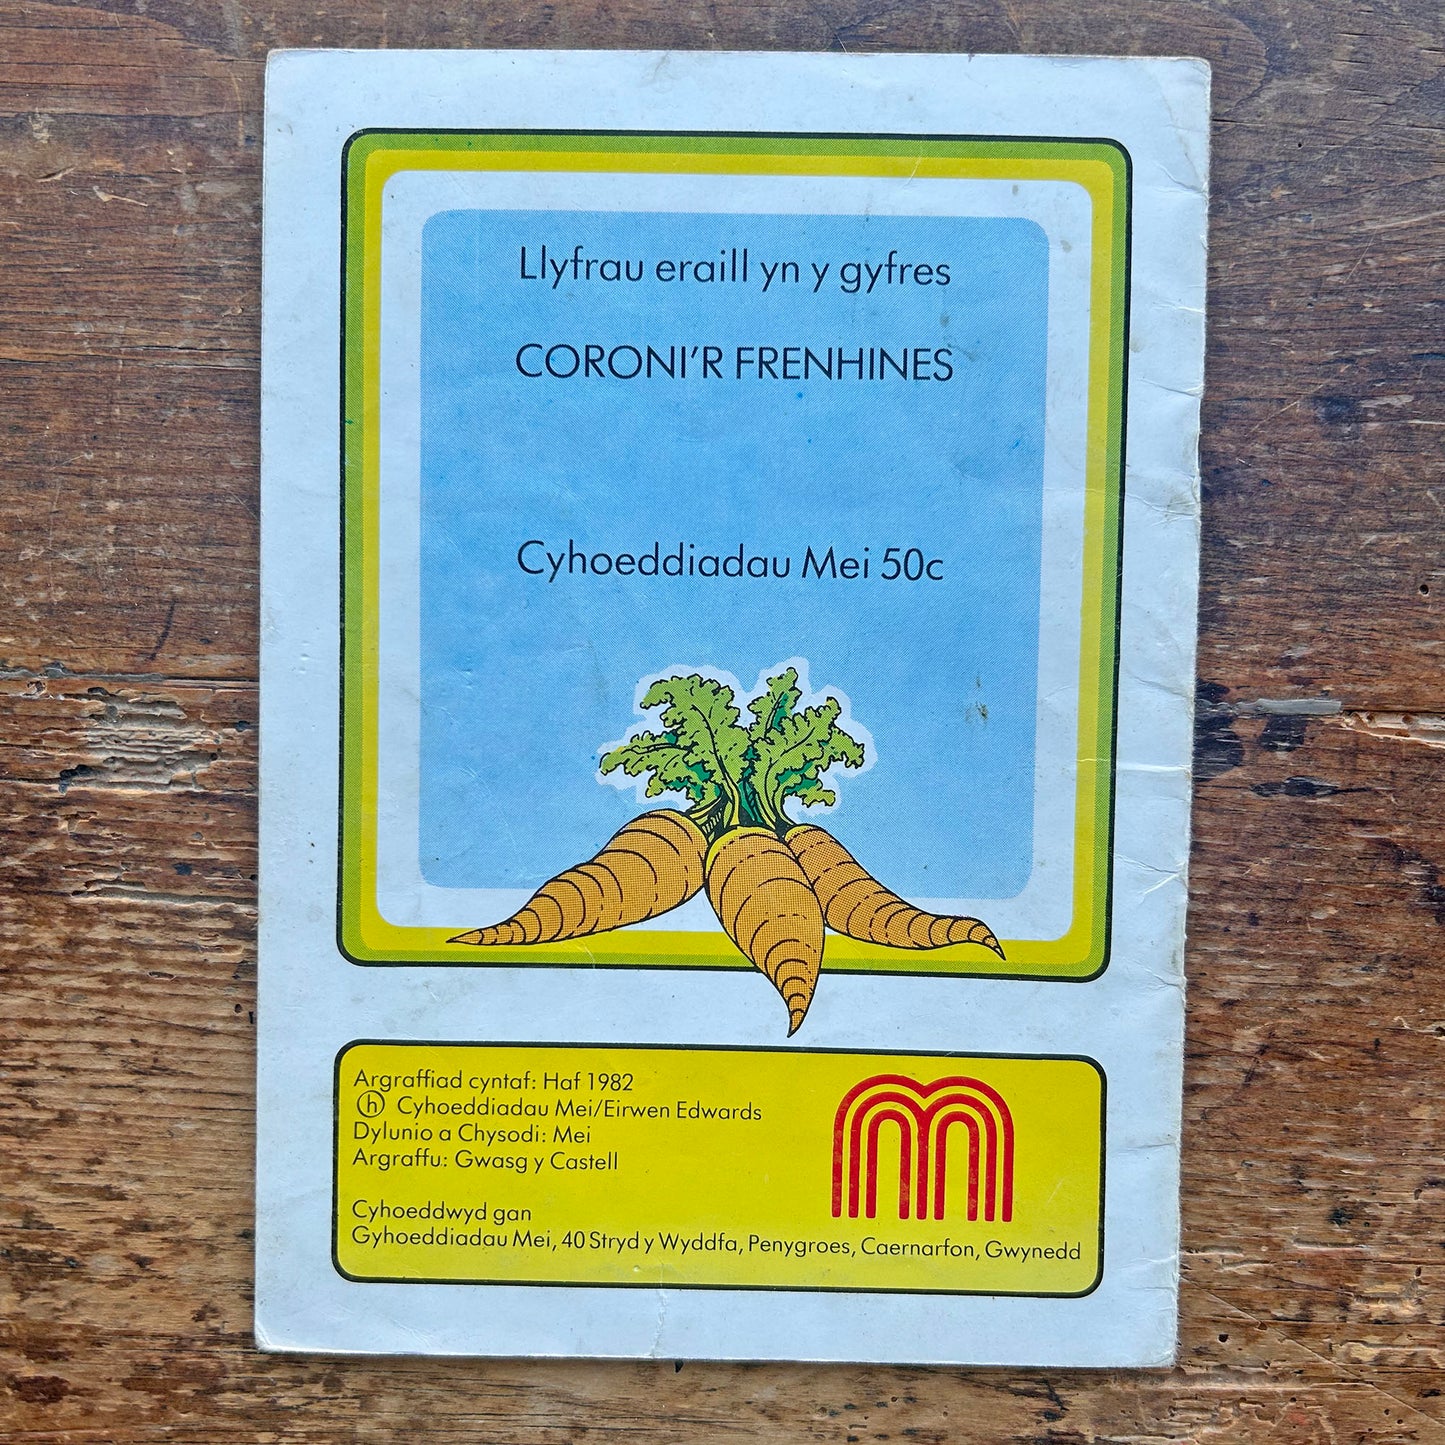 Llyfrau eraill yn y gyfres
CORONI'R FRENHINES
Cyhoeddiadau Mei 50c
Argraffiad cyntaf: Haf 1982
ⓗ Cyhoeddiadau Mei/Eirwen Edwards
Dylunio a Chysodi: Mei
Argraffu: Gwasg y Castell
Cyhoeddwyd gan
Gyhoeddiadau Mei, 40 Stryd y Wyddfa, Penygroes, Caernarfon, Gwynedd